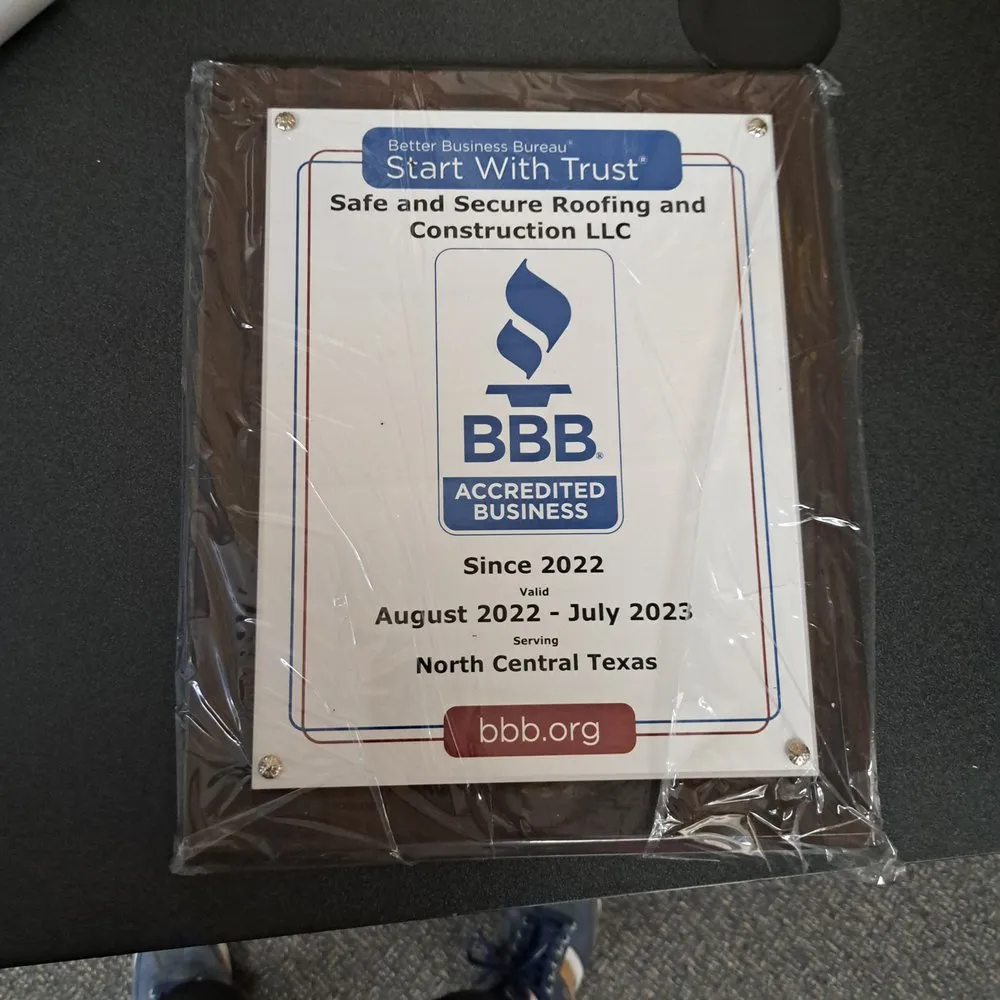 Better Business Bureau®
Start With Trust®
Safe and Secure Roofing and
Construction LLC
BBB®
ACCREDITED
BUSINESS
Since 2022
Valid
August 2022 - July 2023
Serving
North Central Texas
bbb.org